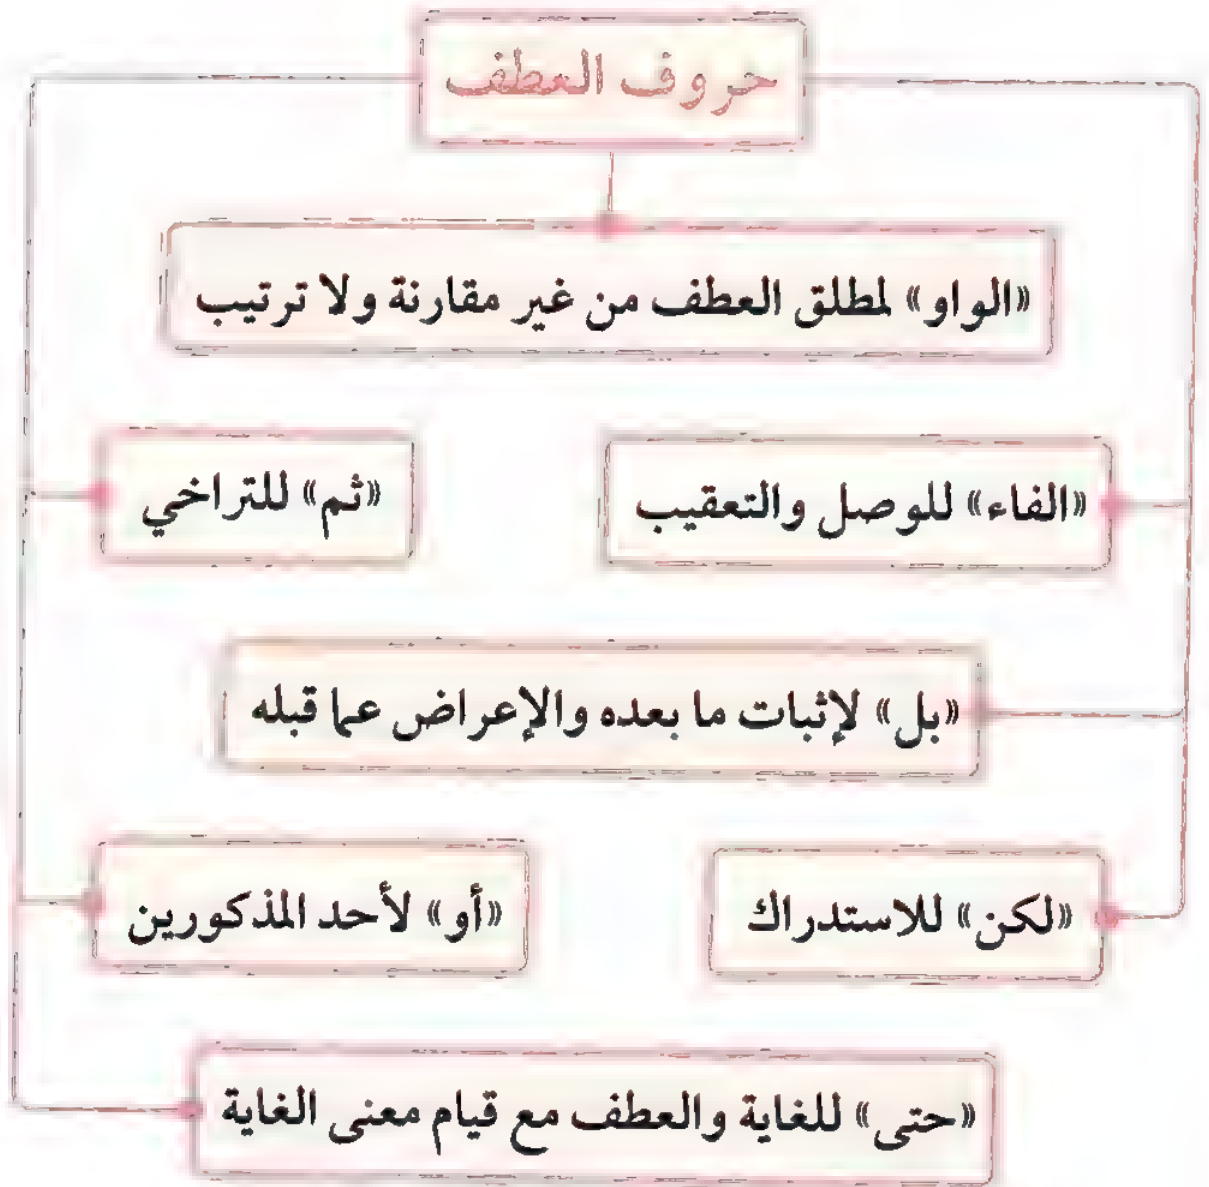 حروف العطف
«الواو» لمطلق العطف من غير مقارنة ولا ترتيب
«الفاء» للوصل والتعقيب
«ثم» للتراخي
«بل» لإثبات ما بعده والإعراض عما قبله
«لكن» للاستدراك
«أو» لأحد المذكورين
«حتى» للغاية والعطف مع قيام معنى الغاية